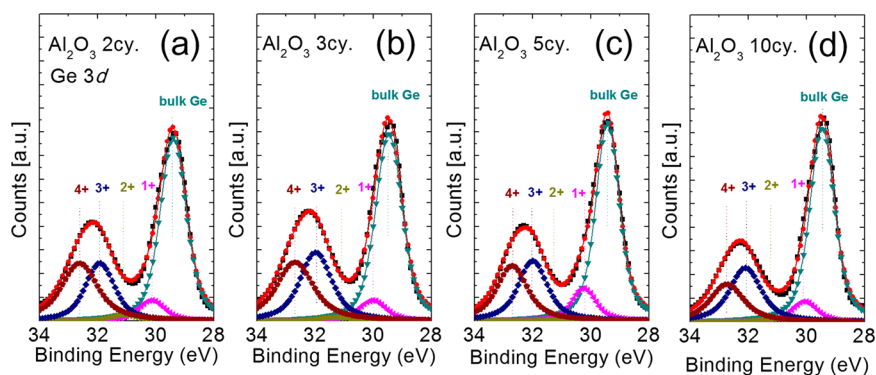 Al2O3 2cy. (a)
Ge 3d
bulk Ge
4+ 3+ 2+ 1+
Counts [a.u.]
34 32 30 28
Binding Energy (eV)
Al2O3 3cy. (b)
bulk Ge
4+ 3+ 2+ 1+
Counts [a.u.]
34 32 30 28
Binding Energy (eV)
Al2O3 5cy. (c)
bulk Ge
4+ 3+ 2+ 1+
Counts [a.u.]
34 32 30 28
Binding Energy (eV)
Al2O3 10cy. (d)
bulk Ge
4+ 3+ 2+ 1+
Counts [a.u.]
34 32 30 28
Binding Energy (eV)